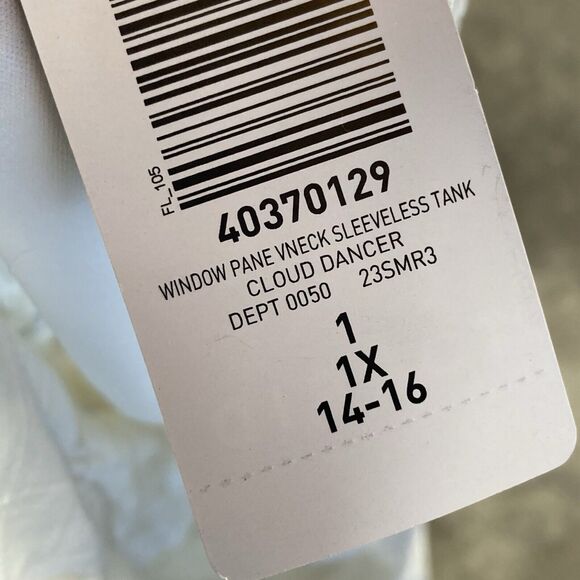 FL_105
40370129
WINDOW PANE VNECK SLEEVELESS TANK
CLOUD DANCER
DEPT 0050 23SMR3
1
1X
14-16